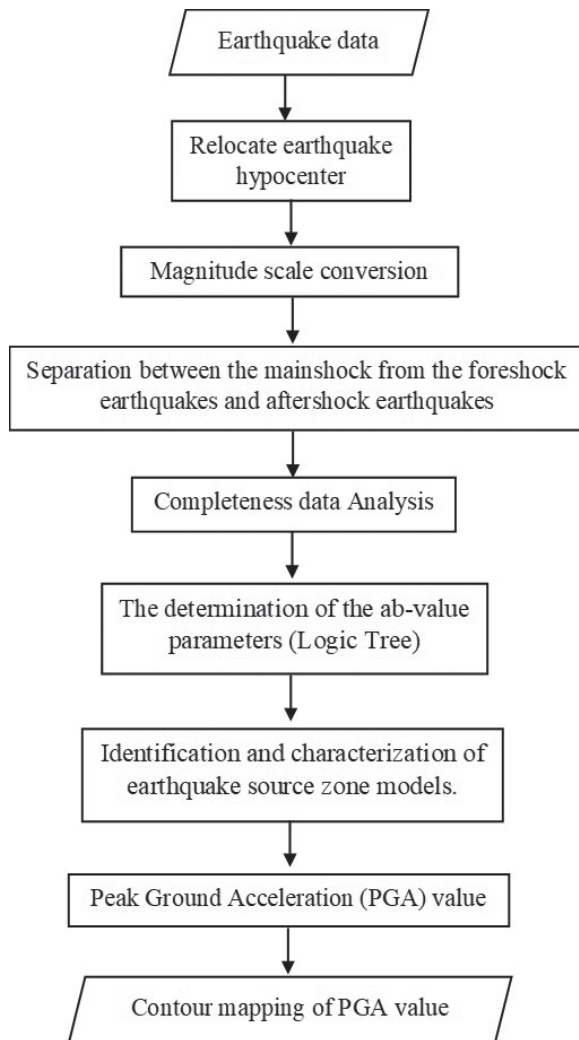 Earthquake data
Relocate earthquake
hypocenter
Magnitude scale conversion
Separation between the mainshock from the foreshock
earthquakes and aftershock earthquakes
Completeness data Analysis
The determination of the ab-value
parameters (Logic Tree)
Identification and characterization of
earthquake source zone models.
Peak Ground Acceleration (PGA) value
Contour mapping of PGA value